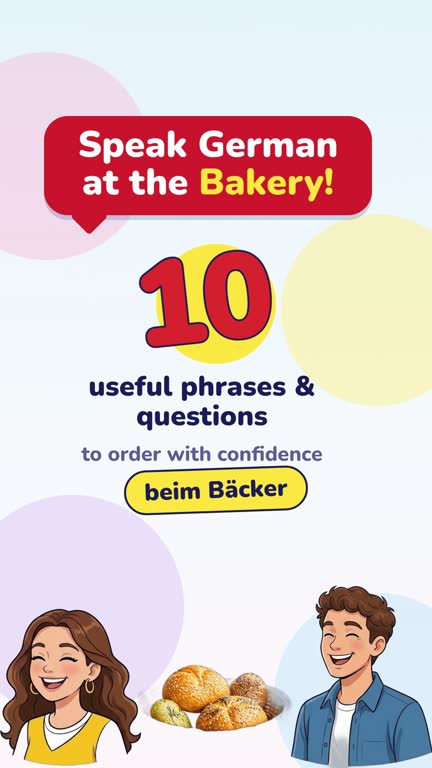 Speak German
at the Bakery!
10
useful phrases &
questions
to order with confidence
beim Bäcker